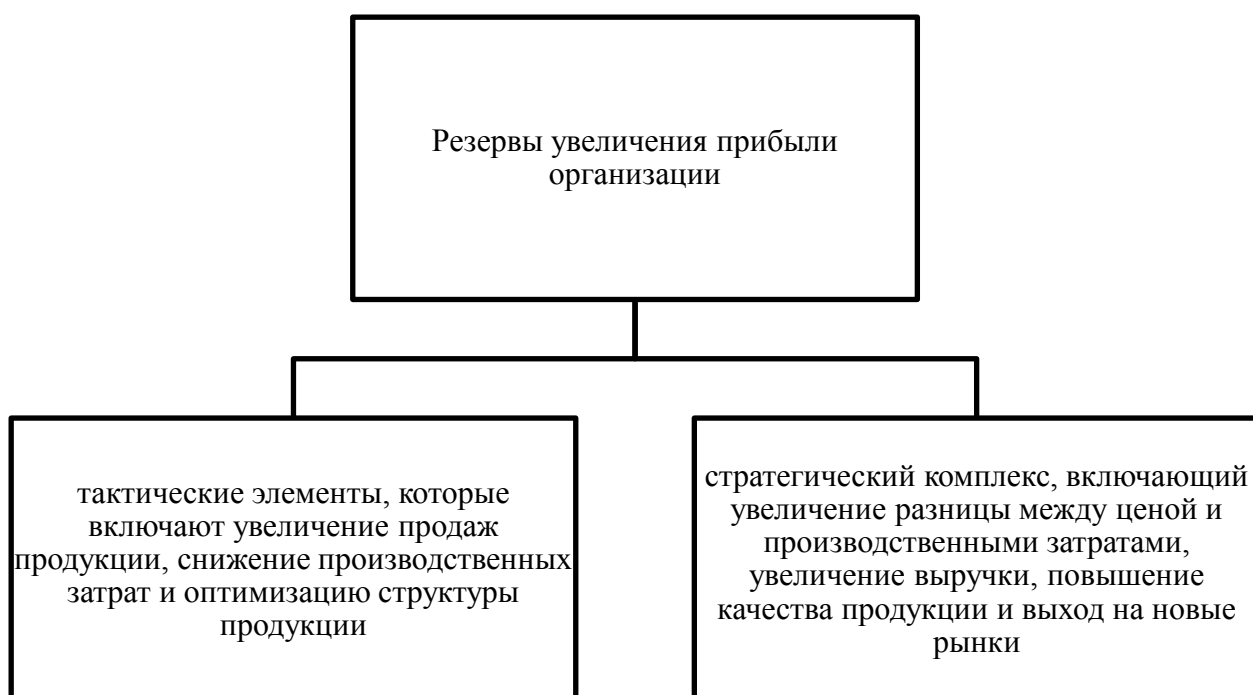 Резервы увеличения прибыли
организации
тактические элементы, которые
включают увеличение продаж
продукции, снижение производственных
затрат и оптимизацию структуры
продукции
стратегический комплекс, включающий
увеличение разницы между ценой и
производственными затратами,
увеличение выручки, повышение
качества продукции и выход на новые
рынки